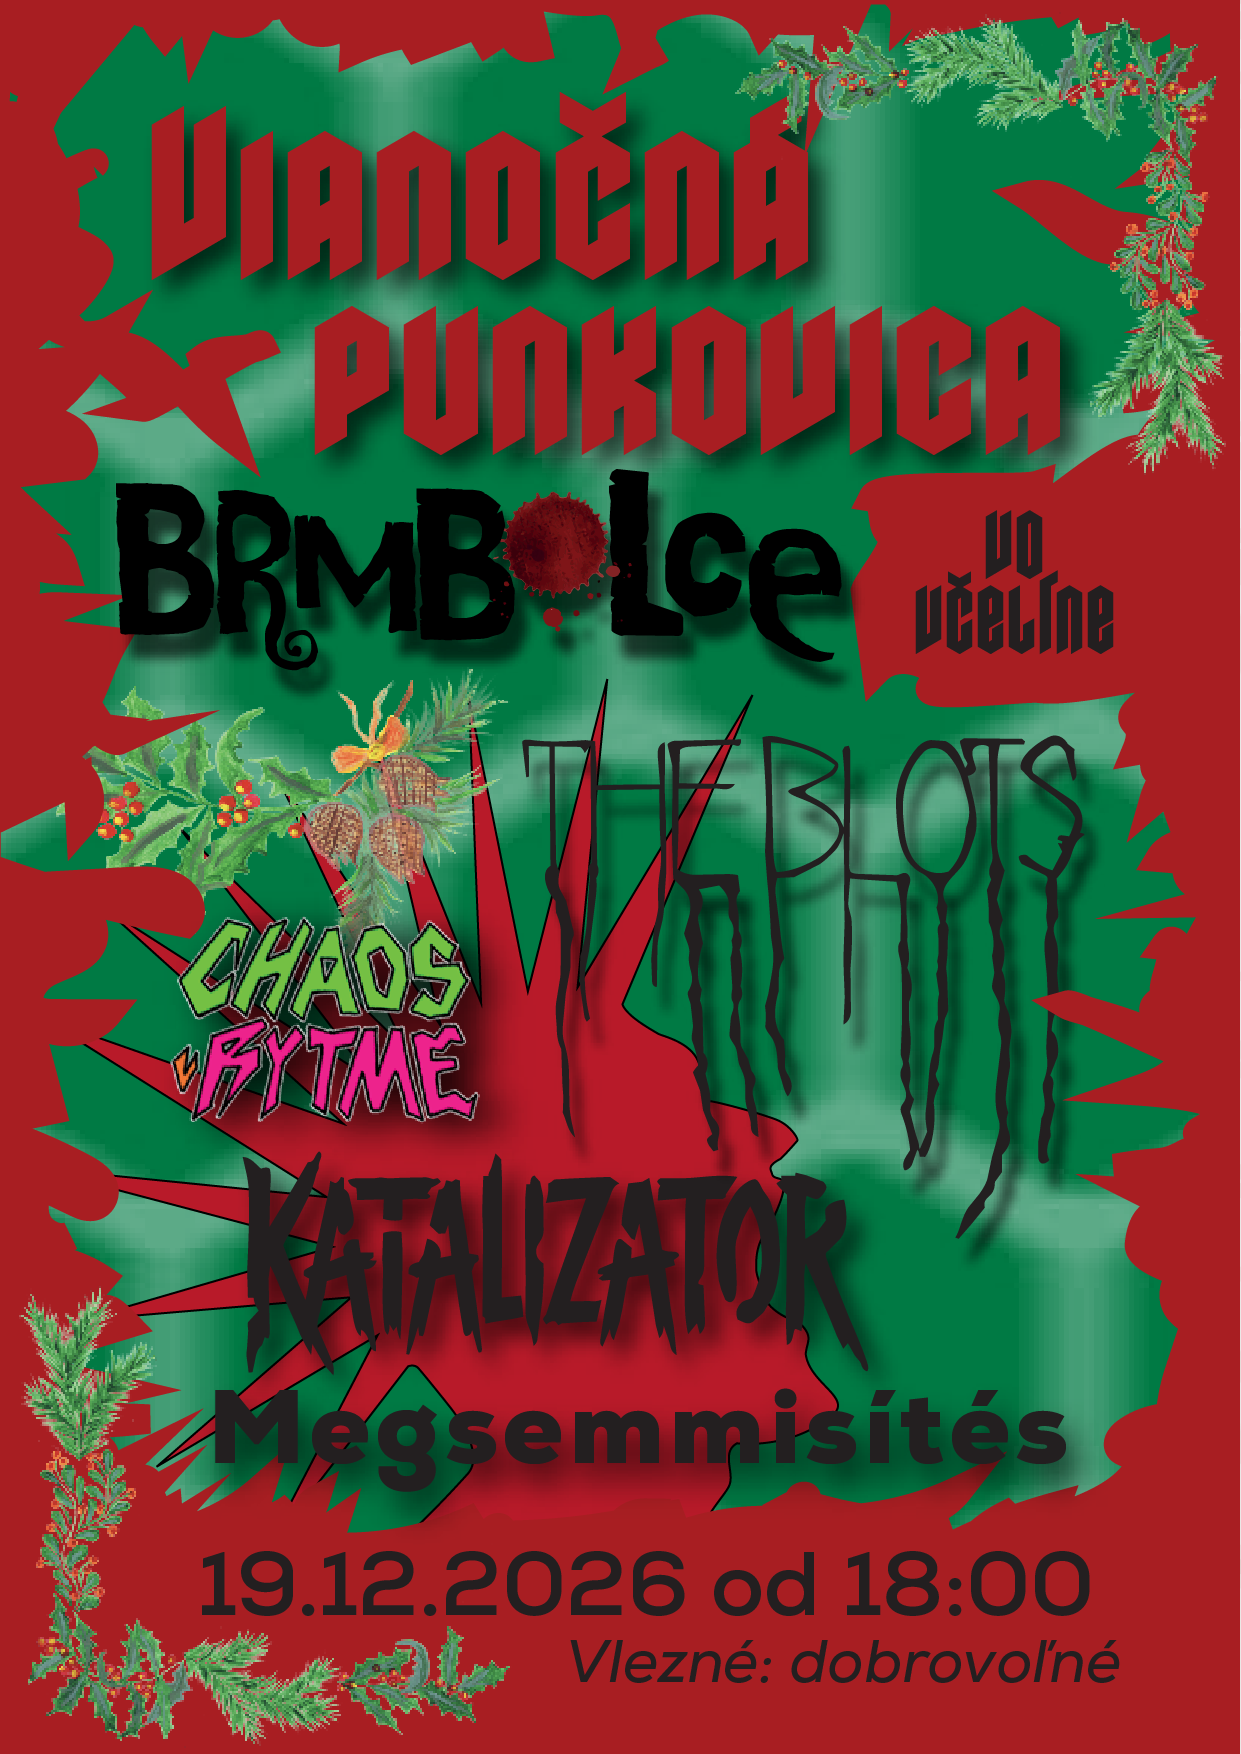 Vianočná
Punkovica
BRMBOLce
vo
včelíne
THE BLOTS
CHAOS
V RYTME
KATALIZATOR
Megsemmisítés
19.12.2026 od 18:00
Vlezné: dobrovoľné